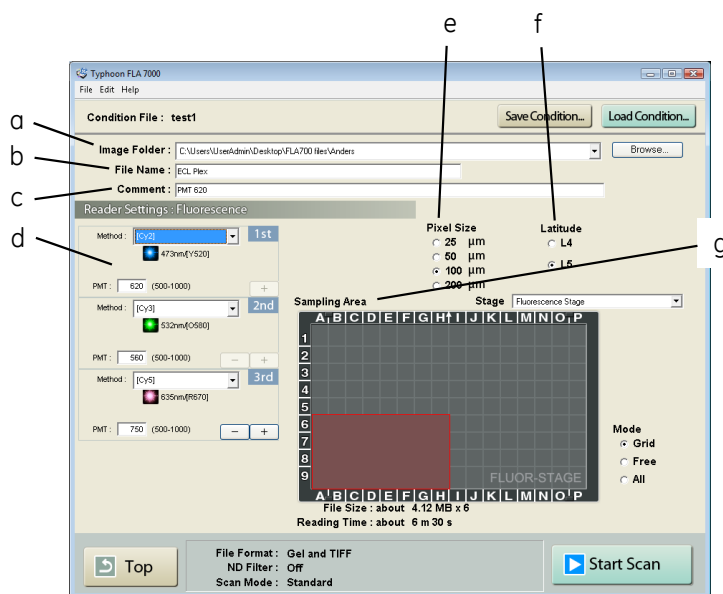 e f
Typhoon FLA 7000
File Edit Help
Condition File : test1 Save Condition... Load Condition...
a Image Folder : C:\Users\UserAdmin\Desktop\FLA700 files\Anders Browse...
b File Name : ECL Plex
c Comment : PMT 620
Reader Settings : Fluorescence
d
Method : [Cy2] 1st
473nm/[Y520]
PMT : 620 (500-1000) +
Method : [Cy3] 2nd
532nm/[O580]
PMT : 560 (500-1000) - +
Method : [Cy5] 3rd
635nm/[R670]
PMT : 750 (500-1000) - +
Pixel Size
25 µm
50 µm
100 µm
200 µm
Latitude
L4
L5
g
Sampling Area Stage Fluorescence Stage
A B C D E F G H I J K L M N O P
1
2
3
4
5
6
7
8
9
FLUOR-STAGE
A B C D E F G H I J K L M N O P
Mode
Grid
Free
All
File Size : about 4.12 MB x 6
Reading Time : about 6 m 30 s
Top
File Format : Gel and TIFF
ND Filter : Off
Scan Mode : Standard
Start Scan